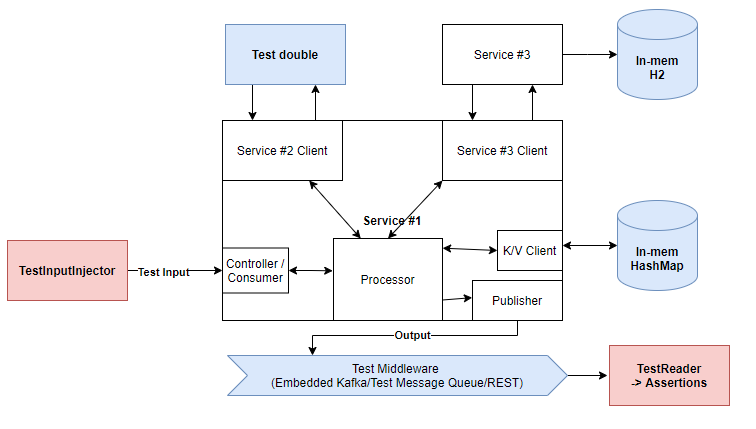 Test double
Service #3
In-mem
H2
Service #2 Client
Service #3 Client
Service #1
In-mem
HashMap
K/V Client
TestInputInjector
Test Input
Controller /
Consumer
Processor
Publisher
Output
Test Middleware
(Embedded Kafka/Test Message Queue/REST)
TestReader
-> Assertions